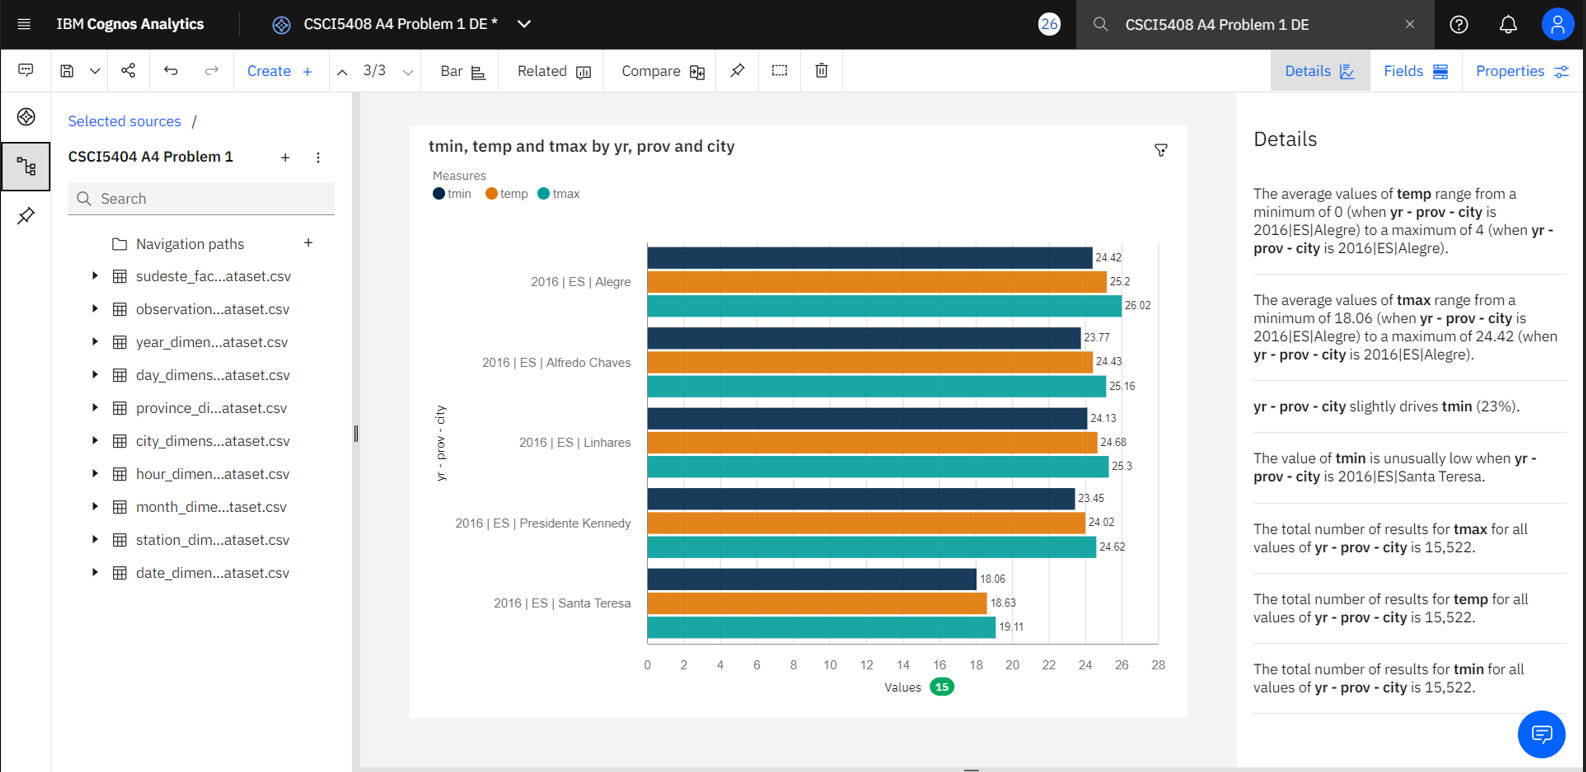 IBM Cognos Analytics
CSCI5408 A4 Problem 1 DE *
26
CSCI5408 A4 Problem 1 DE
Create
3/3
Bar
Related
Compare
Details
Fields
Properties
Selected sources /
CSCI5404 A4 Problem 1
Search
Navigation paths
sudeste_fac...ataset.csv
observation...ataset.csv
year_dimen...ataset.csv
day_dimens...ataset.csv
province_di...ataset.csv
city_dimens...ataset.csv
hour_dimen...ataset.csv
month_dime...taset.csv
station_dim...ataset.csv
date_dimen...ataset.csv
tmin, temp and tmax by yr, prov and city
Measures
tmin temp tmax
yr - prov - city
2016 | ES | Alegre
24.42
25.2
26.02
2016 | ES | Alfredo Chaves
23.77
24.43
25.16
2016 | ES | Linhares
24.13
24.68
25.3
2016 | ES | Presidente Kennedy
23.45
24.02
24.62
2016 | ES | Santa Teresa
18.06
18.63
19.11
0 2 4 6 8 10 12 14 16 18 20 22 24 26 28
Values 15
Details
The average values of temp range from a
minimum of 0 (when yr - prov - city is
2016|ES|Alegre) to a maximum of 4 (when yr -
prov - city is 2016|ES|Alegre).
The average values of tmax range from a
minimum of 18.06 (when yr - prov - city is
2016|ES|Alegre) to a maximum of 24.42 (when
yr - prov - city is 2016|ES|Alegre).
yr - prov - city slightly drives tmin (23%).
The value of tmin is unusually low when yr -
prov - city is 2016|ES|Santa Teresa.
The total number of results for tmax for all
values of yr - prov - city is 15,522.
The total number of results for temp for all
values of yr - prov - city is 15,522.
The total number of results for tmin for all
values of yr - prov - city is 15,522.